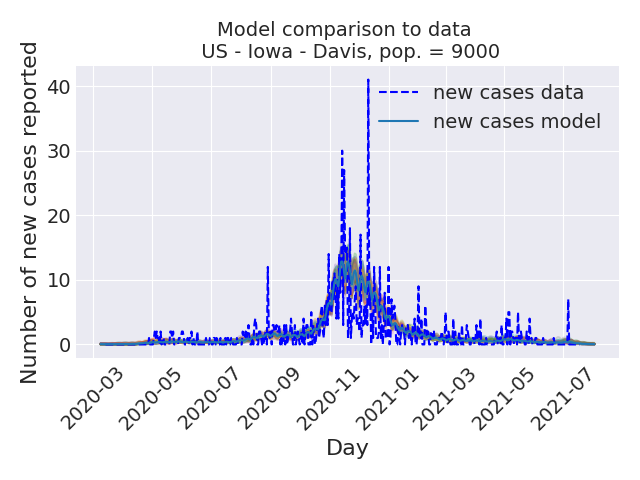 Model comparison to data
US - Iowa - Davis, pop. = 9000
Number of new cases reported
40
30
20
10
0
new cases data
new cases model
2020-03
2020-05
2020-07
2020-09
2020-11
2021-01
2021-03
2021-05
2021-07
Day